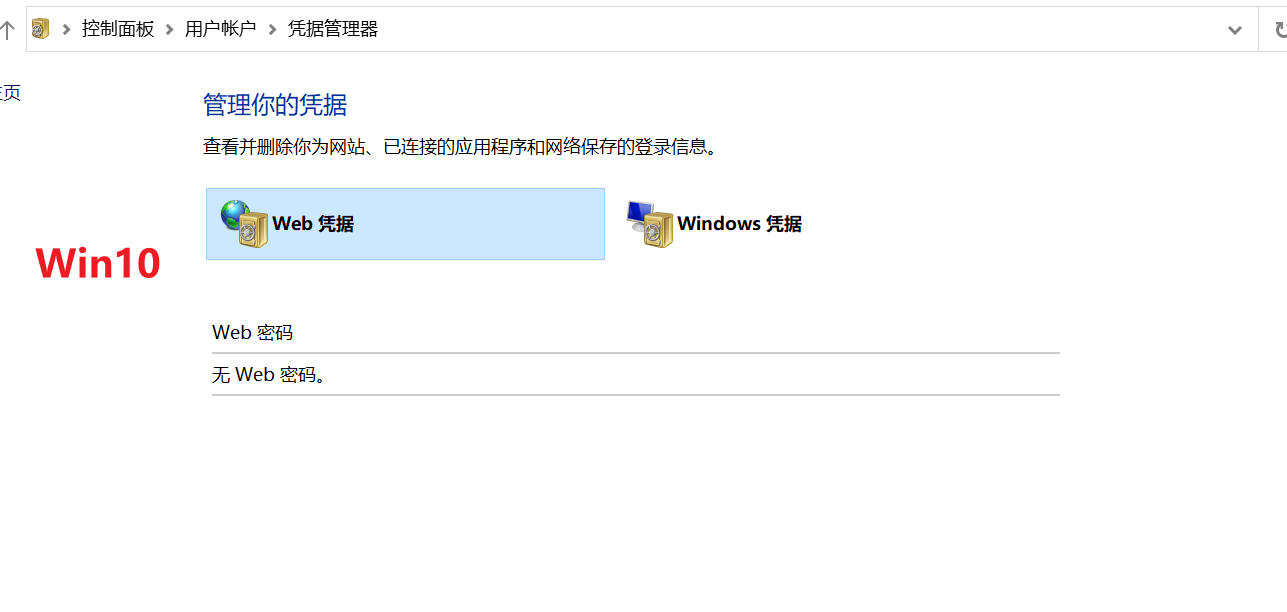 控制面板 > 用户帐户 > 凭据管理器
页
管理你的凭据
查看并删除你为网站、已连接的应用程序和网络保存的登录信息。
Web 凭据
Windows 凭据
Win10
Web 密码
无 Web 密码。